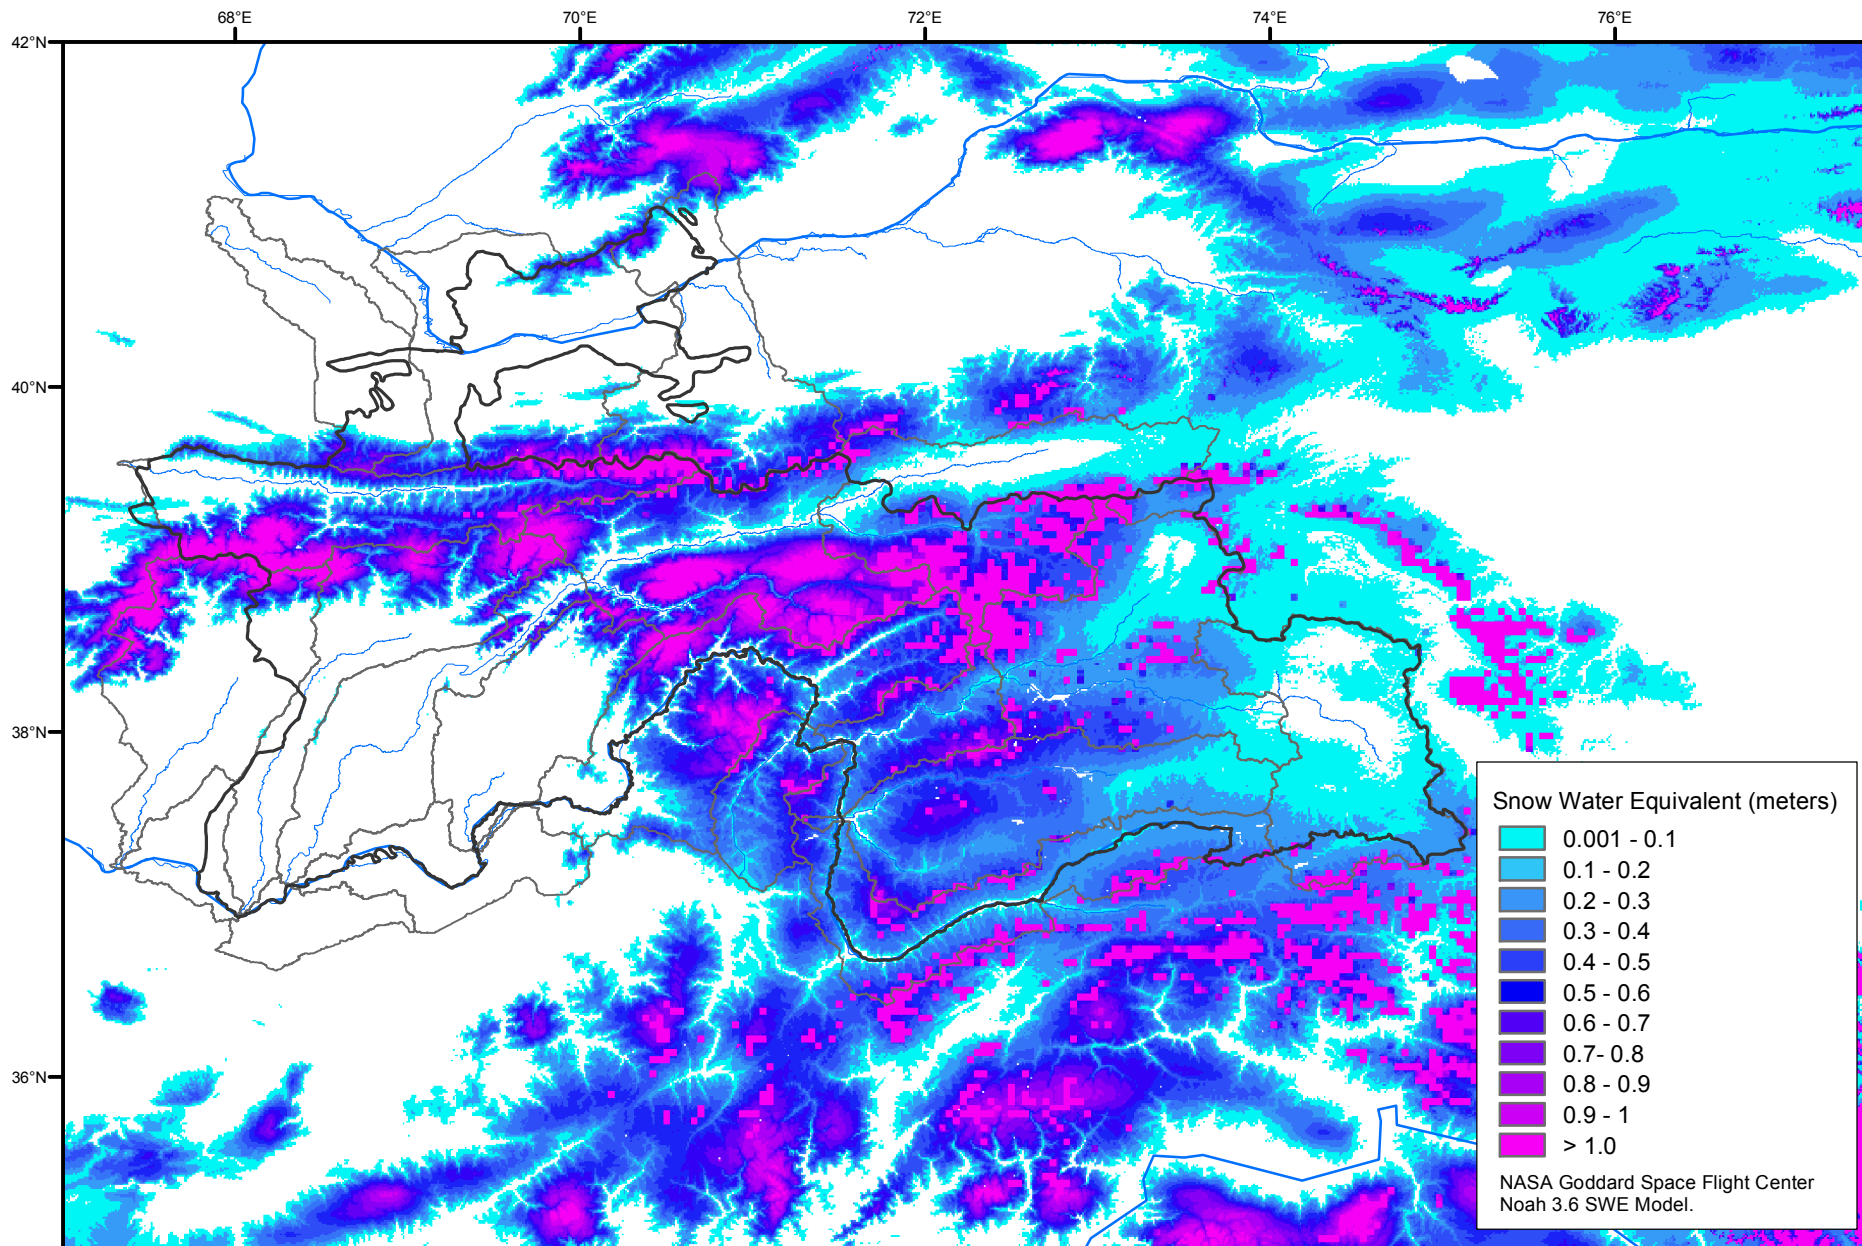 68°E
70°E
72°E
74°E
76°E
42°N
40°N
38°N
36°N
Snow Water Equivalent (meters)
0.001 - 0.1
0.1 - 0.2
0.2 - 0.3
0.3 - 0.4
0.4 - 0.5
0.5 - 0.6
0.6 - 0.7
0.7- 0.8
0.8 - 0.9
0.9 - 1
> 1.0
NASA Goddard Space Flight Center
Noah 3.6 SWE Model.